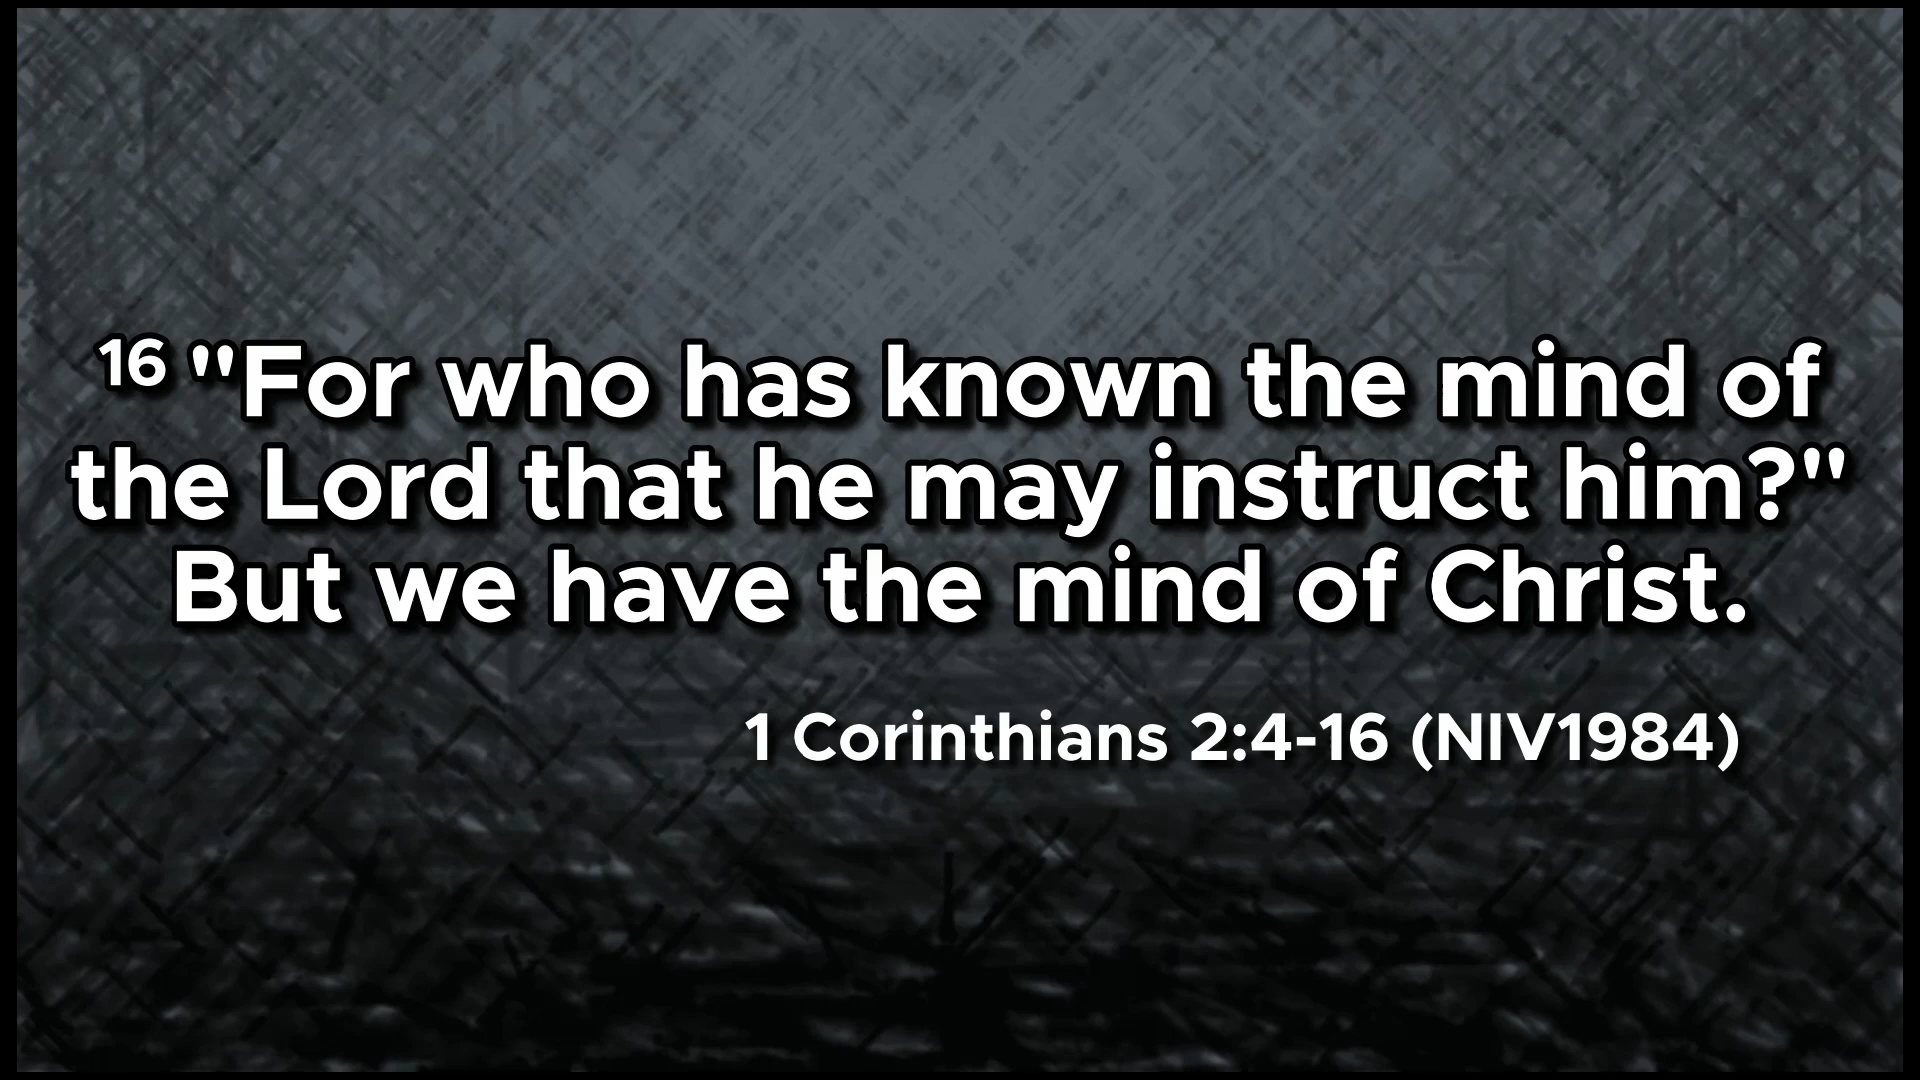 16 "For who has known the mind of
the Lord that he may instruct him?"
But we have the mind of Christ.
1 Corinthians 2:4-16 (NIV1984)